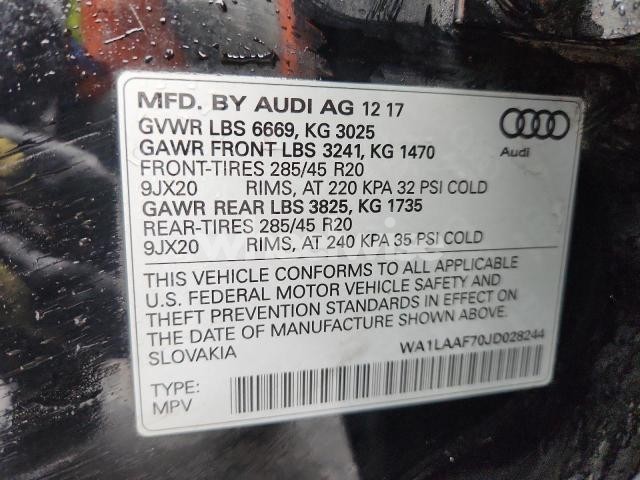 MFD. BY AUDI AG 12 17
GVWR LBS 6669, KG 3025
GAWR FRONT LBS 3241, KG 1470
FRONT-TIRES 285/45 R20
9JX20 RIMS, AT 220 KPA 32 PSI COLD
GAWR REAR LBS 3825, KG 1735
REAR-TIRES 285/45 R20
9JX20 RIMS, AT 240 KPA 35 PSI COLD
Audi
THIS VEHICLE CONFORMS TO ALL APPLICABLE
U.S. FEDERAL MOTOR VEHICLE SAFETY AND
THEFT PREVENTION STANDARDS IN EFFECT ON
THE DATE OF MANUFACTURE SHOWN ABOVE.
SLOVAKIA
WA1LAAF70JD028244
TYPE:
MPV